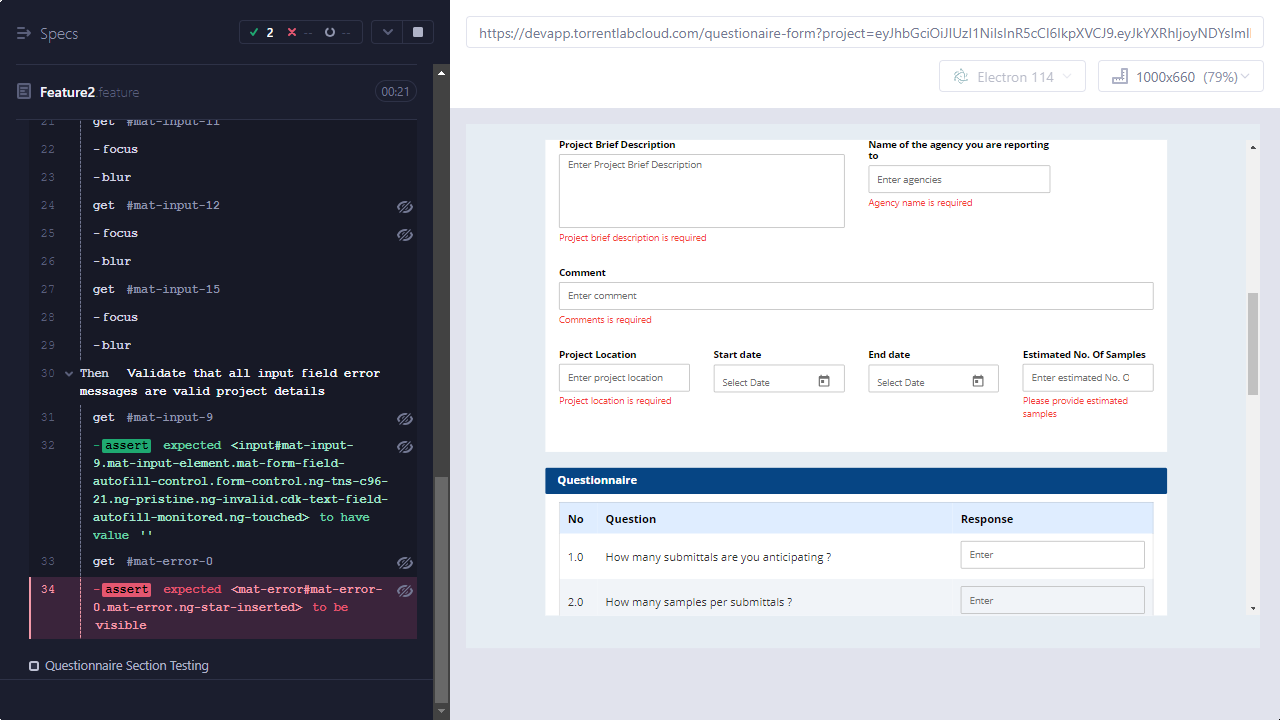 Specs
2
--
--
Feature2 feature
00:21
21 get #mat-input-11
22 -focus
23 -blur
24 get #mat-input-12
25 -focus
26 -blur
27 get #mat-input-15
28 -focus
29 -blur
30 Then Validate that all input field error
messages are valid project details
31 get #mat-input-9
32 -assert expected <input#mat-input-
9.mat-input-element.mat-form-field-
autofill-control.form-control.ng-tns-c96-
21.ng-pristine.ng-invalid.cdk-text-field-
autofill-monitored.ng-touched> to have
value ''
33 get #mat-error-0
34 -assert expected <mat-error#mat-error-
0.mat-error.ng-star-inserted> to be
visible
Questionnaire Section Testing
Electron 114
1000x660 (79%)
Project Brief Description
Enter Project Brief Description
Project brief description is required
Name of the agency you are reporting
to
Enter agencies
Agency name is required
Comment
Enter comment
Comments is required
Project Location
Enter project location
Project location is required
Start date
Select Date
End date
Select Date
Estimated No. Of Samples
Enter estimated No. O
Please provide estimated
samples
Questionnaire
No Question Response
1.0 How many submittals are you anticipating ? Enter
2.0 How many samples per submittals ? Enter